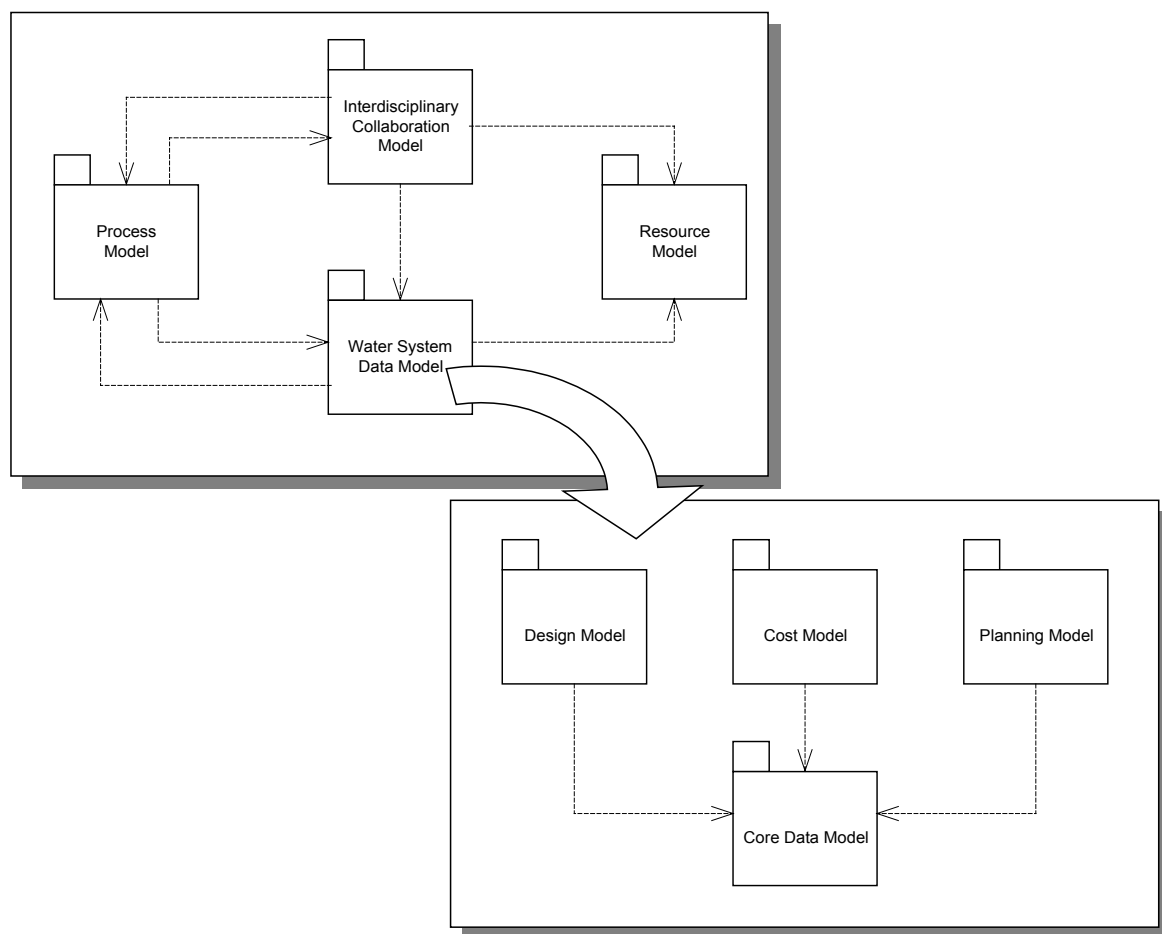 Interdisciplinary
Collaboration
Model
Process
Model
Resource
Model
Water System
Data Model
Design Model
Cost Model
Planning Model
Core Data Model